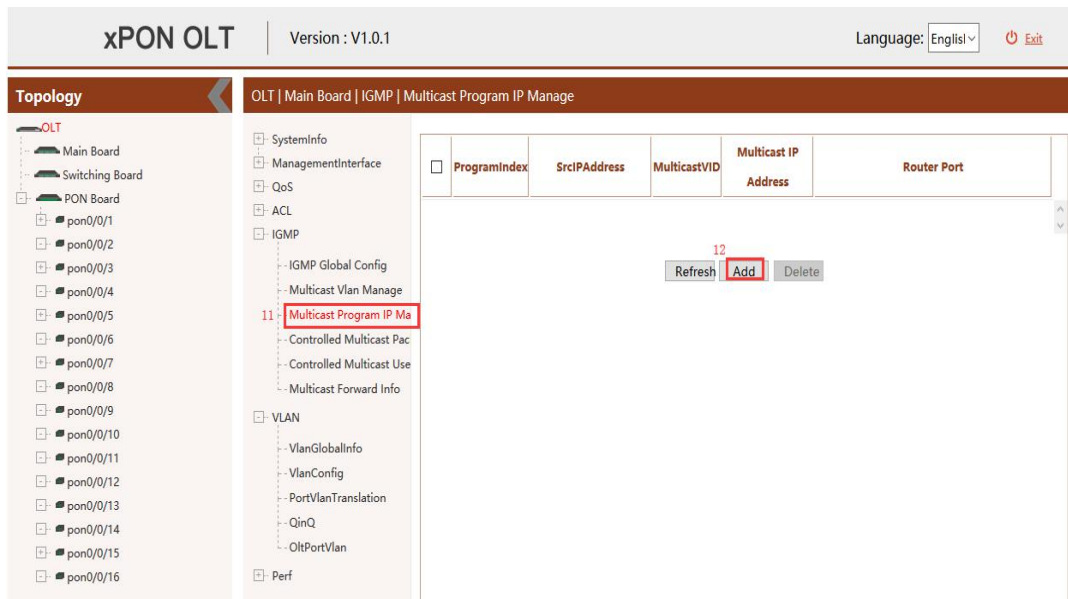 xPON OLT
Version : V1.0.1
Language: Englisl
Exit
Topology
OLT | Main Board | IGMP | Multicast Program IP Manage
OLT
Main Board
Switching Board
PON Board
pon0/0/1
pon0/0/2
pon0/0/3
pon0/0/4
pon0/0/5
pon0/0/6
pon0/0/7
pon0/0/8
pon0/0/9
pon0/0/10
pon0/0/11
pon0/0/12
pon0/0/13
pon0/0/14
pon0/0/15
pon0/0/16
SystemInfo
ManagementInterface
QoS
ACL
IGMP
IGMP Global Config
Multicast Vlan Manage
11 Multicast Program IP Ma
Controlled Multicast Pac
Controlled Multicast Use
Multicast Forward Info
VLAN
VlanGlobalInfo
VlanConfig
PortVlanTranslation
QinQ
OltPortVlan
Perf
ProgramIndex
SrcIPAddress
MulticastVID
Multicast IP
Address
Router Port
12
Refresh Add Delete